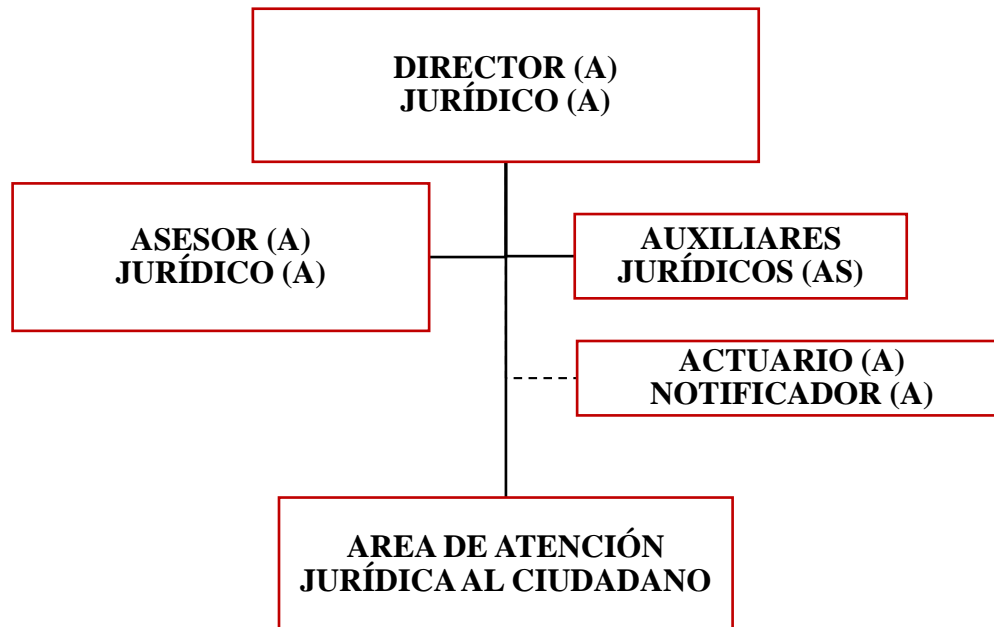 DIRECTOR (A)
JURÍDICO (A)
ASESOR (A)
JURÍDICO (A)
AUXILIARES
JURÍDICOS (AS)
ACTUARIO (A)
NOTIFICADOR (A)
AREA DE ATENCIÓN
JURÍDICA AL CIUDADANO